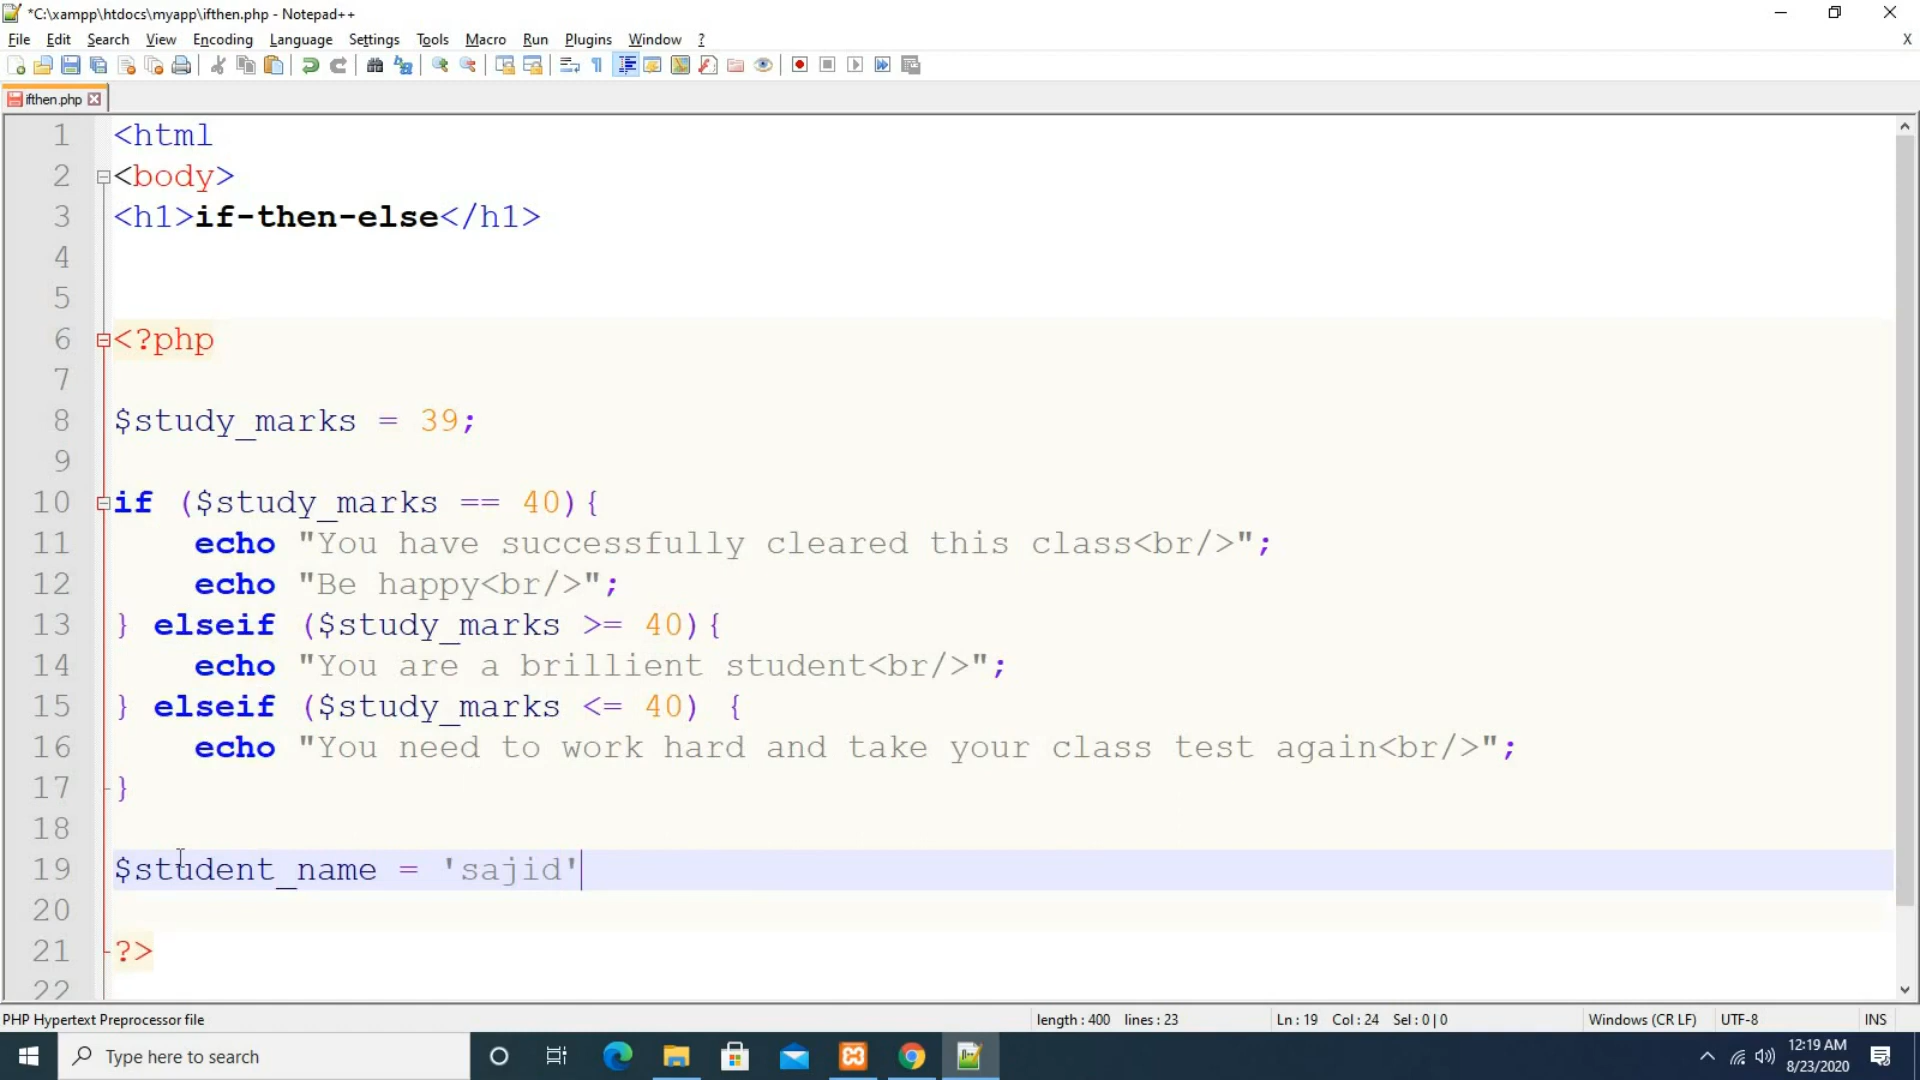 *C:\xampp\htdocs\myapp\ifthen.php - Notepad++
File Edit Search View Encoding Language Settings Tools Macro Run Plugins Window ? X
ifthen.php
1 <html
2 <body>
3 <h1>if-then-else</h1>
4
5
6 <?php
7
8 $study_marks = 39;
9
10 if ($study_marks == 40){
11 echo "You have successfully cleared this class<br/>";
12 echo "Be happy<br/>";
13 } elseif ($study_marks >= 40){
14 echo "You are a brillient student<br/>";
15 } elseif ($study_marks <= 40) {
16 echo "You need to work hard and take your class test again<br/>";
17 }
18
19 $student_name = 'sajid'
20
21 ?>
22
PHP Hypertext Preprocessor file length : 400 lines : 23 Ln : 19 Col : 24 Sel : 0 | 0 Windows (CR LF) UTF-8 INS
Type here to search
12:19 AM
8/23/2020